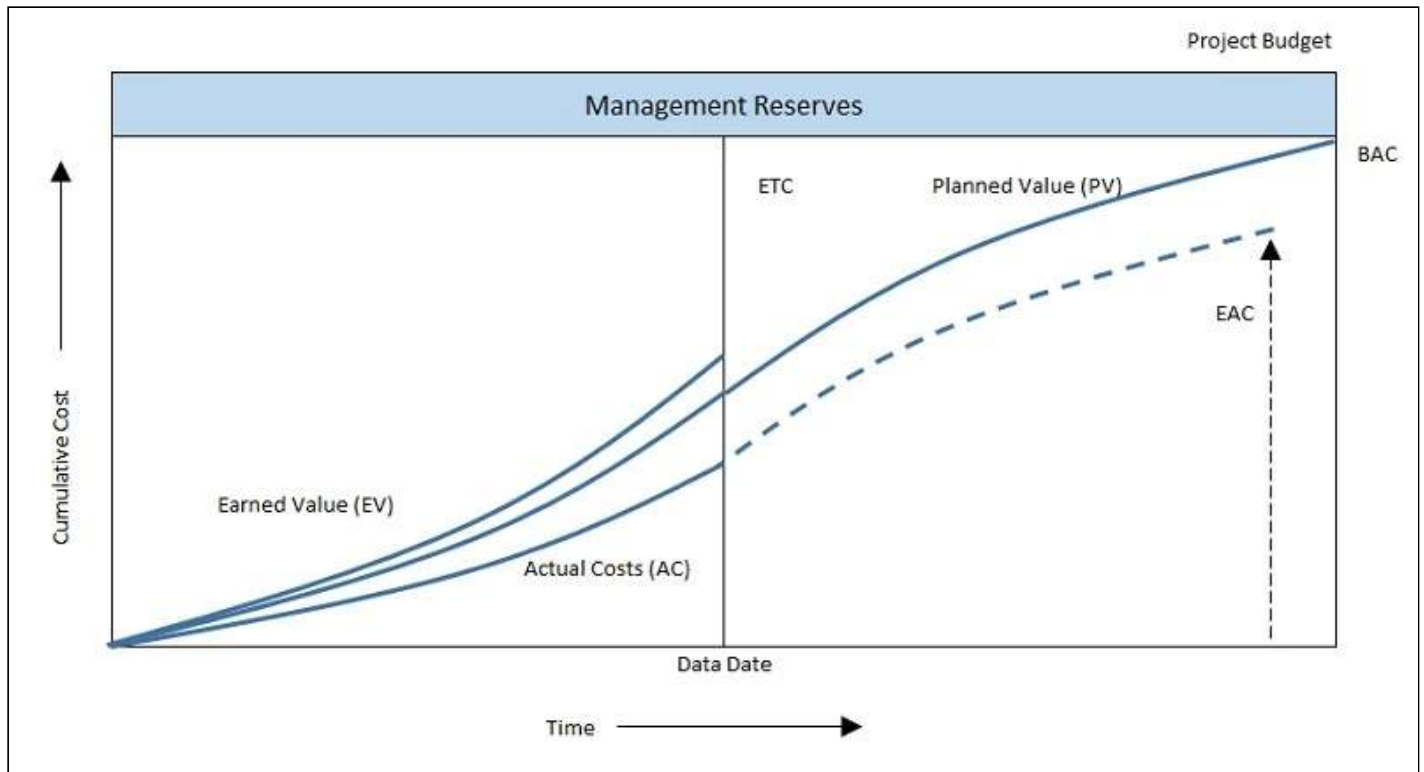 Project Budget
Management Reserves
BAC
ETC
Planned Value (PV)
EAC
Cumulative Cost
Earned Value (EV)
Actual Costs (AC)
Data Date
Time